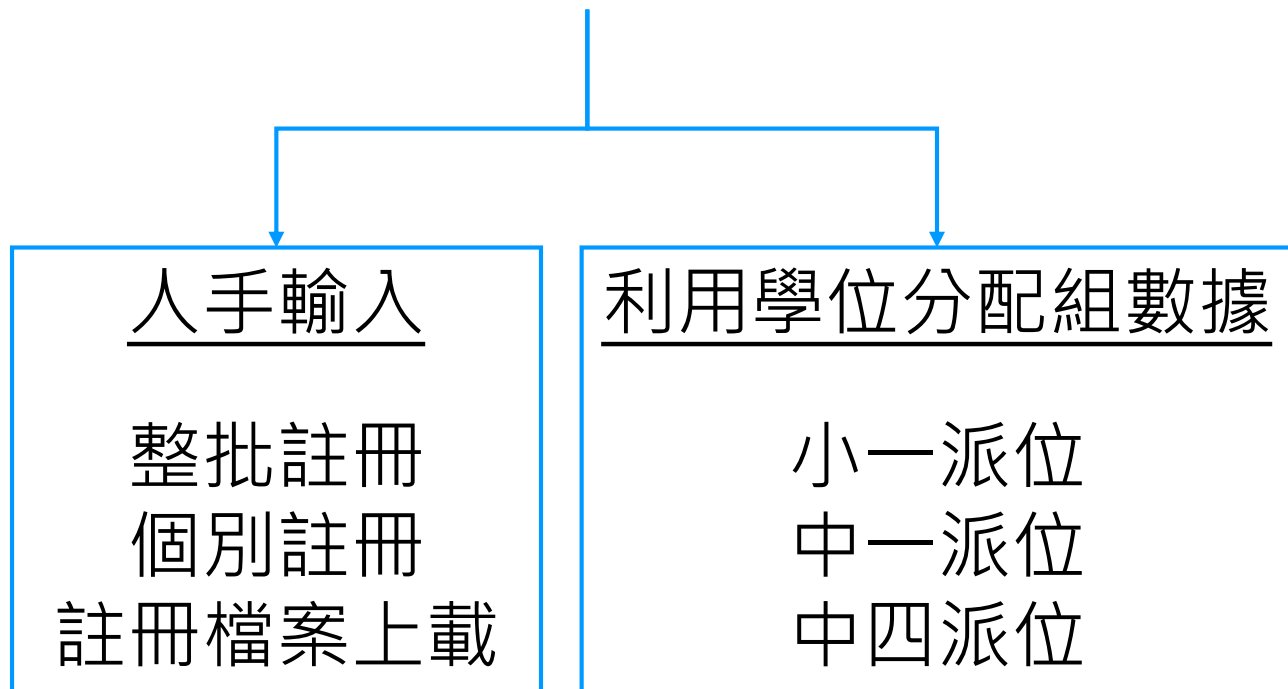 人手輸入
整批註冊
個別註冊
註冊檔案上載
利用學位分配組數據
小一派位
中一派位
中四派位